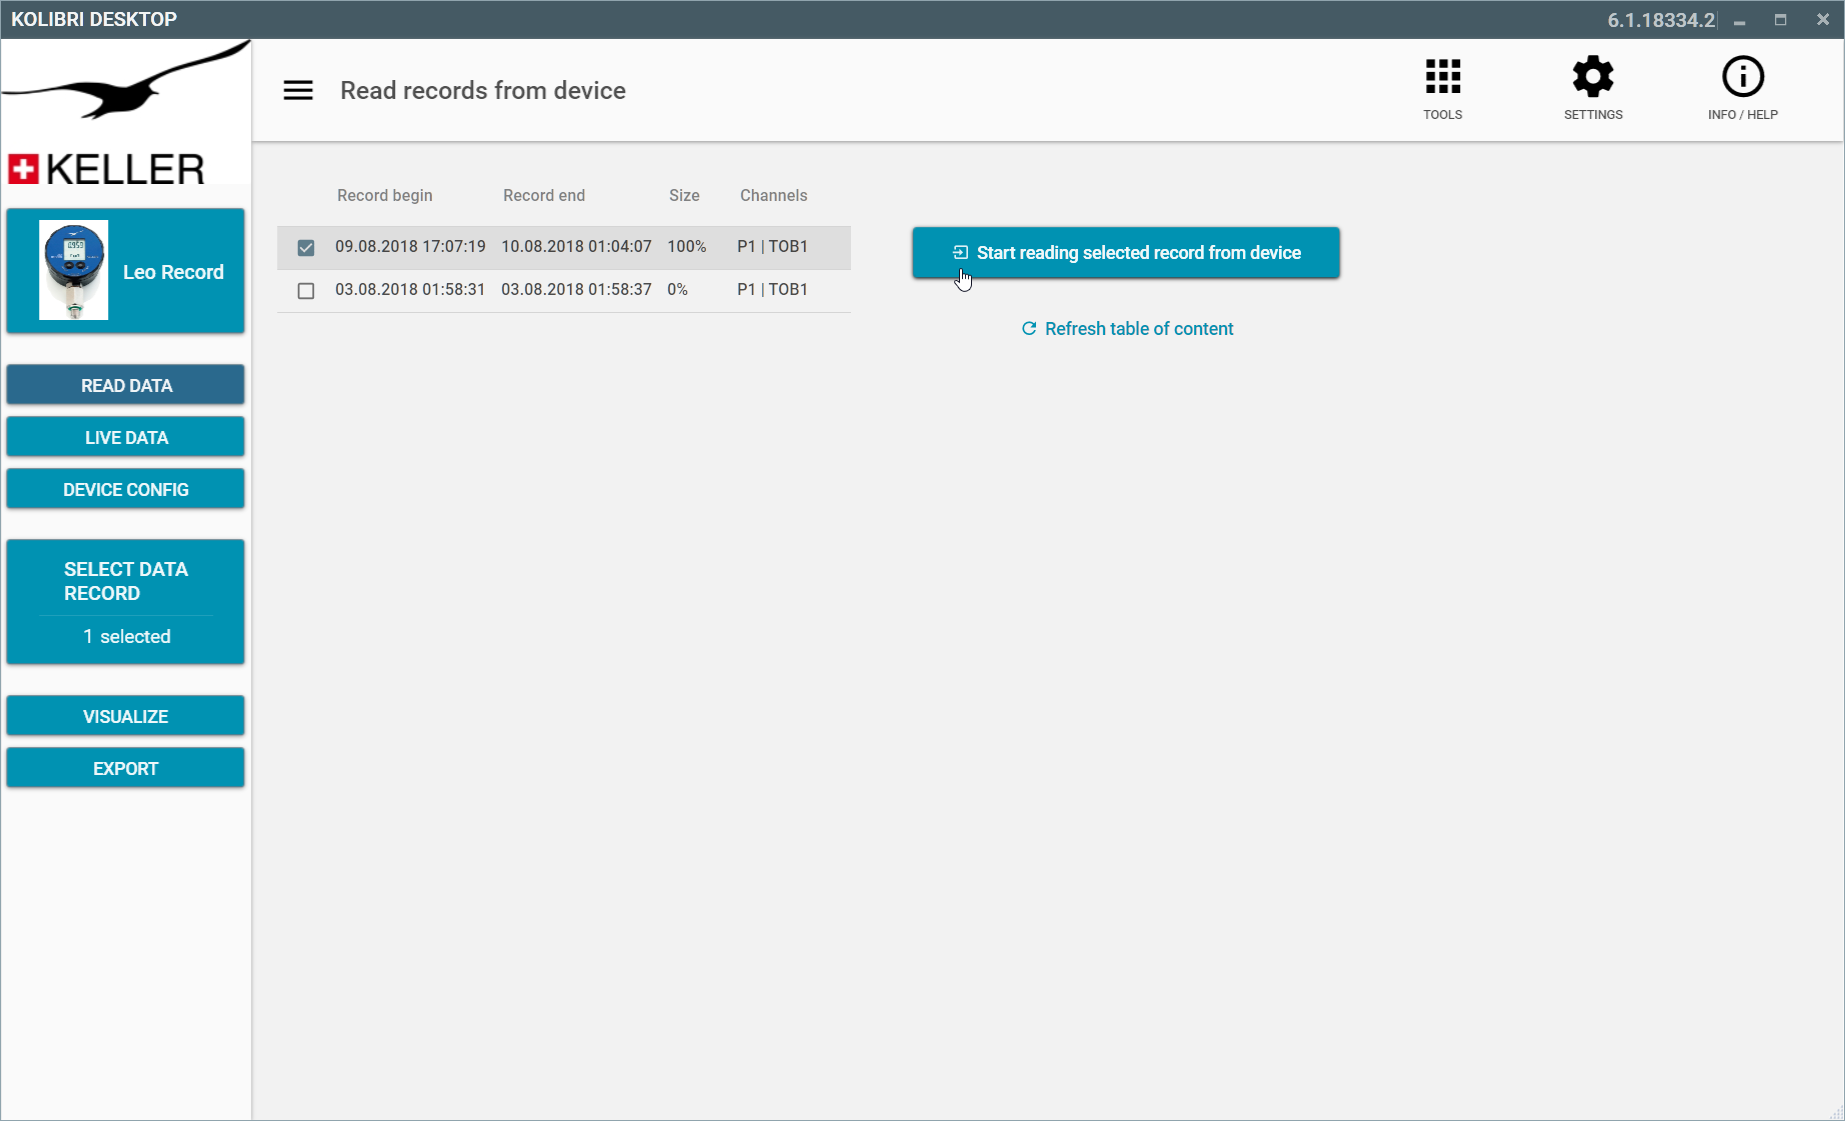 KOLIBRI DESKTOP
6.1.18334.2
KELLER
Read records from device
TOOLS
SETTINGS
INFO / HELP
Leo Record
READ DATA
LIVE DATA
DEVICE CONFIG
SELECT DATA
RECORD
1 selected
VISUALIZE
EXPORT
Record begin Record end Size Channels
09.08.2018 17:07:19 10.08.2018 01:04:07 100% P1 | TOB1
03.08.2018 01:58:31 03.08.2018 01:58:37 0% P1 | TOB1
Start reading selected record from device
Refresh table of content